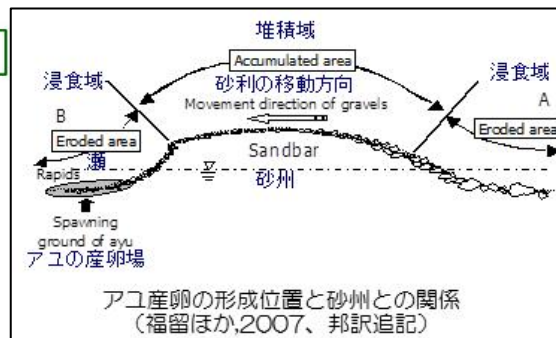 堆積域
Accumulated area
浸食域
砂利の移動方向
浸食域
Movement direction of gravels
B
A
Eroded area
Eroded area
瀬
Sandbar
Rapids
砂州
Spawning
ground of ayu
アユの産卵場
アユ産卵の形成位置と砂州との関係
(福留ほか,2007、邦訳追記)